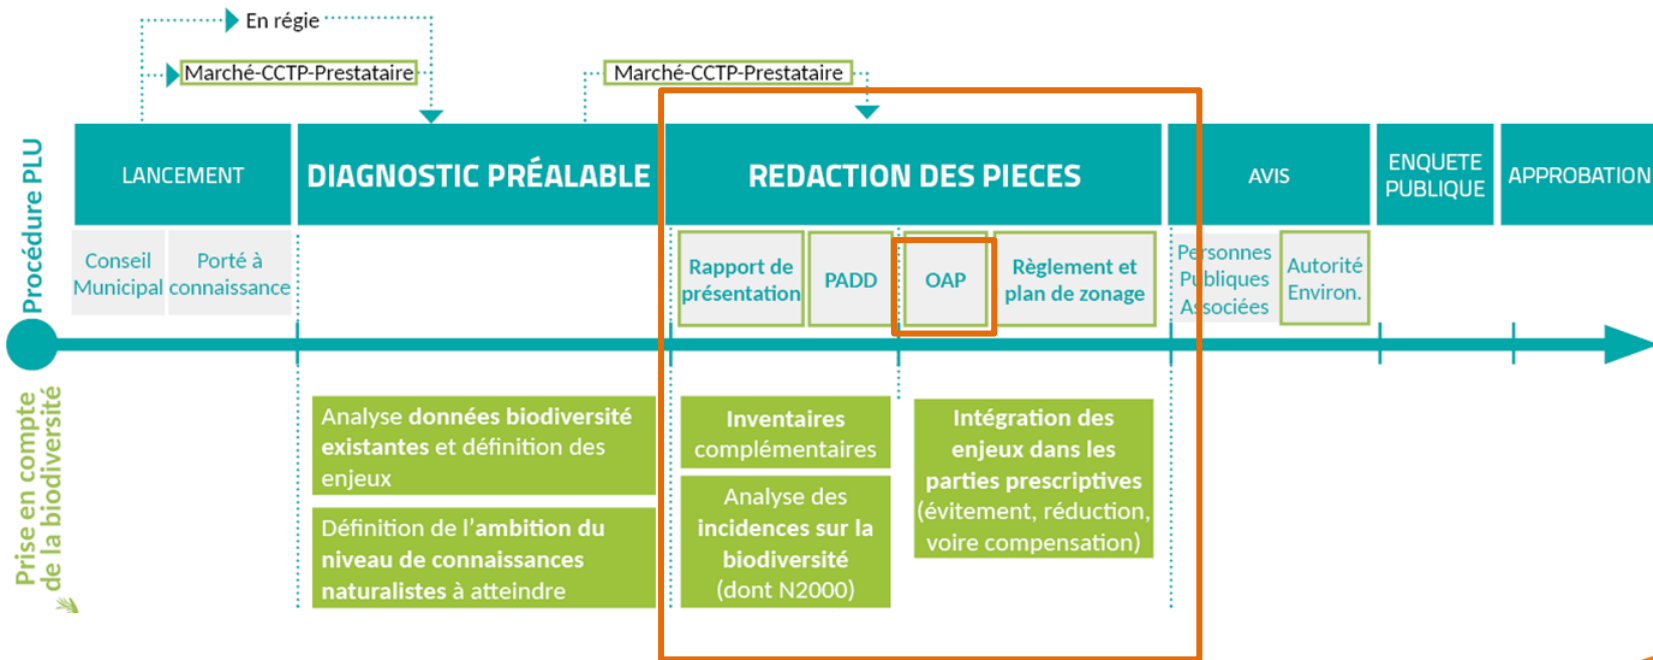 En régie
Marché-CCTP-Prestataire
Marché-CCTP-Prestataire
Procédure PLU
LANCEMENT
DIAGNOSTIC PRÉALABLE
REDACTION DES PIECES
AVIS
ENQUETE
PUBLIQUE
APPROBATION
Conseil
Municipal
Porté à
connaissance
Rapport de
présentation
PADD
OAP
Règlement et
plan de zonage
Personnes
Publiques
Associées
Autorité
Environ.
Prise en compte
de la biodiversité
Analyse données biodiversité
existantes et définition des
enjeux
Définition de l'ambition du
niveau de connaissances
naturalistes à atteindre
Inventaires
complémentaires
Analyse des
incidences sur la
biodiversité
(dont N2000)
Intégration des
enjeux dans les
parties prescriptives
(évitement, réduction,
voire compensation)